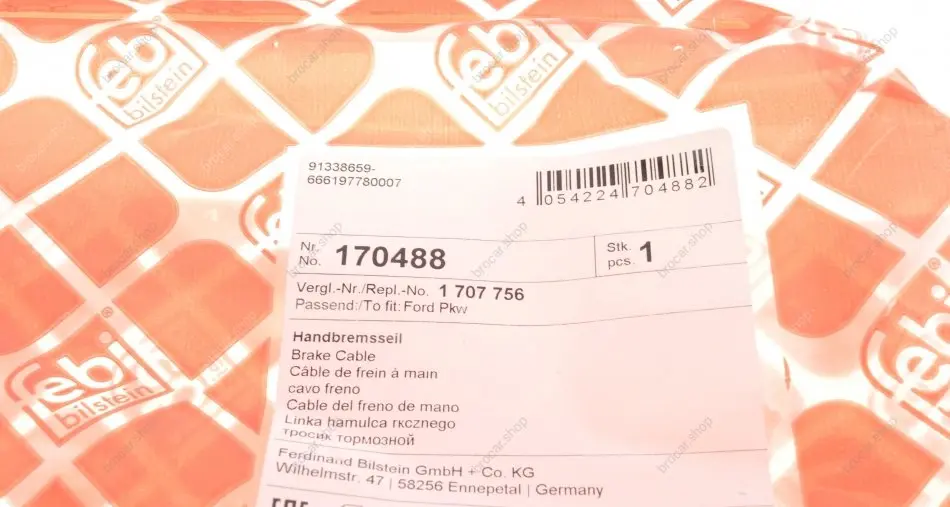 febi
bilstein
febi
bilstein
91338659-
666197780007
4 054224 704882
Nr.
No. 170488
Stk.
pcs. 1
Vergl.-Nr./Repl.-No. 1 707 756
Passend:/To fit: Ford Pkw
Handbremsseil
Brake Cable
Câble de frein à main
cavo freno
Cable del freno de mano
Linka hamulca rкcznego
тросик тормозной
Ferdinand Bilstein GmbH + Co. KG
Wilhelmstr. 47 | 58256 Ennepetal | Germany
febi
bilstein
brocar.shop